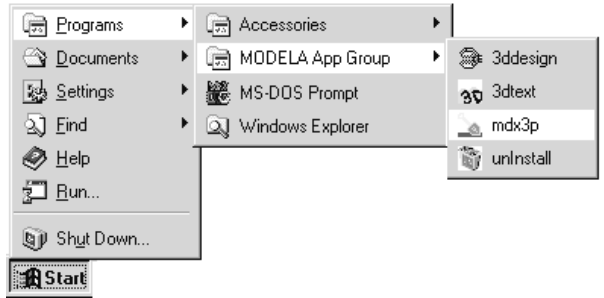 Programs
Documents
Settings
Find
Help
Run...
Shut Down...
Start
Accessories
MODELA App Group
MS-DOS Prompt
Windows Explorer
3ddesign
3dtext
mdx3p
unInstall